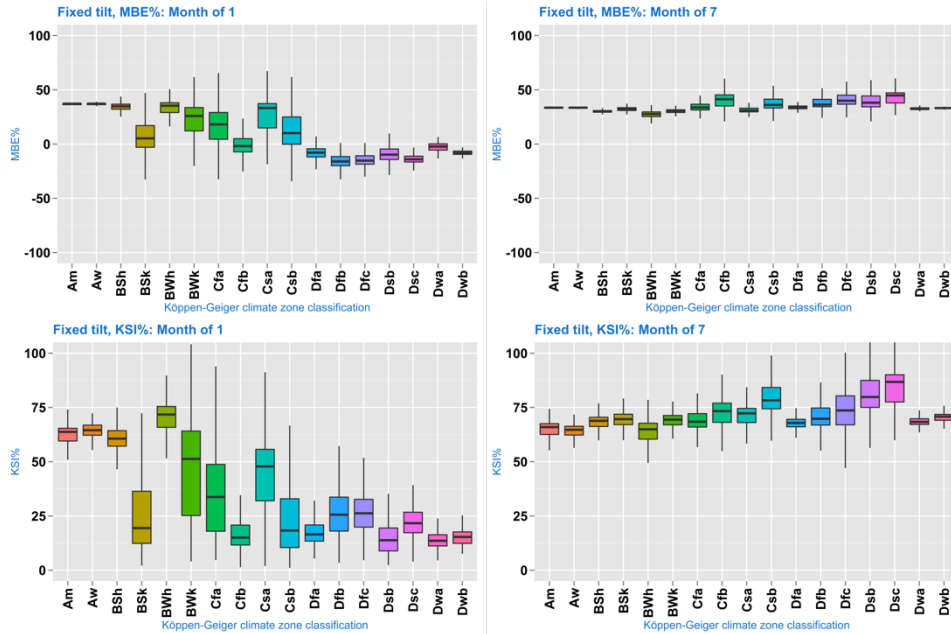 Fixed tilt, MBE%: Month of 1
100
50
0
-50
-100
MBE%
Am Aw BSh BSk BWh BWk Cfa Cfb Csa Csb Dfa Dfb Dfc Dsb Dsc Dwa Dwb
Köppen-Geiger climate zone classification
Fixed tilt, MBE%: Month of 7
100
50
0
-50
-100
MBE%
Am Aw BSh BSk BWh BWk Cfa Cfb Csa Csb Dfa Dfb Dfc Dsb Dsc Dwa Dwb
Köppen-Geiger climate zone classification
Fixed tilt, KSI%: Month of 1
100
75
50
25
0
KSI%
Am Aw BSh BSk BWh BWk Cfa Cfb Csa Csb Dfa Dfb Dfc Dsb Dsc Dwa Dwb
Köppen-Geiger climate zone classification
Fixed tilt, KSI%: Month of 7
100
75
50
25
0
KSI%
Am Aw BSh BSk BWh BWk Cfa Cfb Csa Csb Dfa Dfb Dfc Dsb Dsc Dwa Dwb
Köppen-Geiger climate zone classification